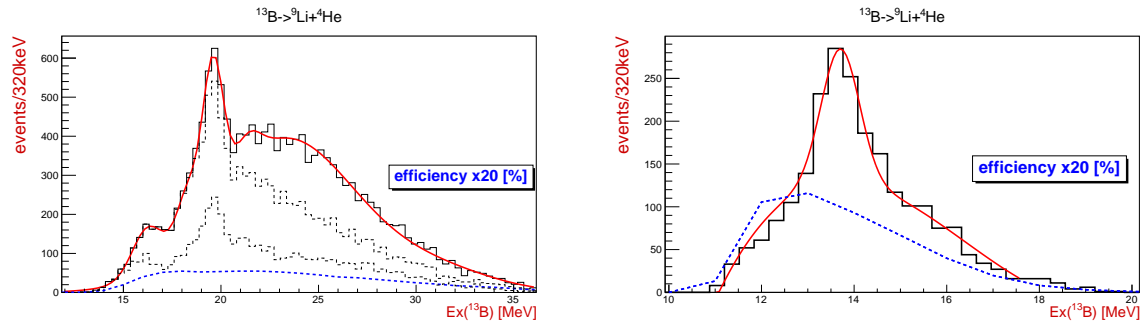 ¹³B->⁹Li+⁴He
events/320keV
600
500
400
300
200
100
0
efficiency x20 [%]
15 20 25 30 35
Ex(¹³B) [MeV]
¹³B->⁹Li+⁴He
events/320keV
250
200
150
100
50
0
efficiency x20 [%]
10 12 14 16 18 20
Ex(¹³B) [MeV]